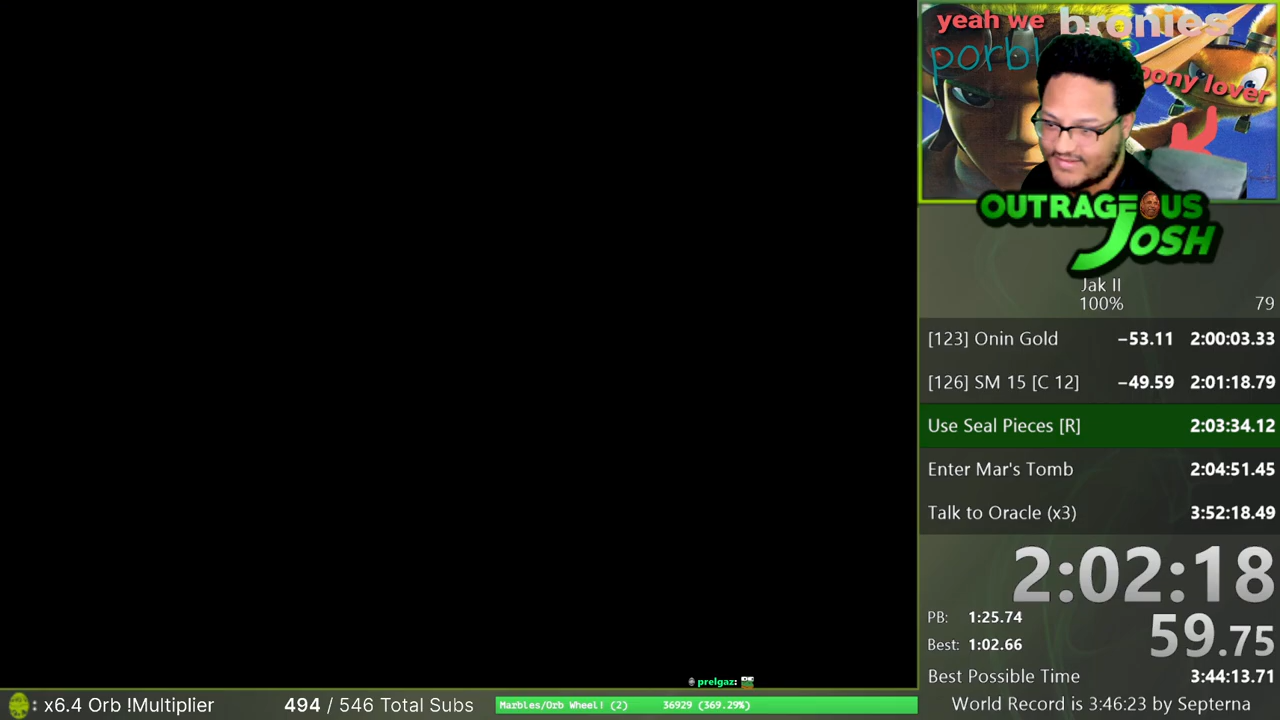 yeah we bronies
pony lover
OUTRAGEOUS
JOSH
Jak II
100% 79
[123] Onin Gold −53.11 2:00:03.33
[126] SM 15 [C 12] −49.59 2:01:18.79
Use Seal Pieces [R] 2:03:34.12
Enter Mar's Tomb 2:04:51.45
Talk to Oracle (x3) 3:52:18.49
2:02:18
PB: 1:25.74
59.75
Best: 1:02.66
Best Possible Time 3:44:13.71
prelgaz:
: x6.4 Orb !Multiplier 494 / 546 Total Subs Marbles/Orb Wheel! (2) 36929 (369.29%) World Record is 3:46:23 by Septerna